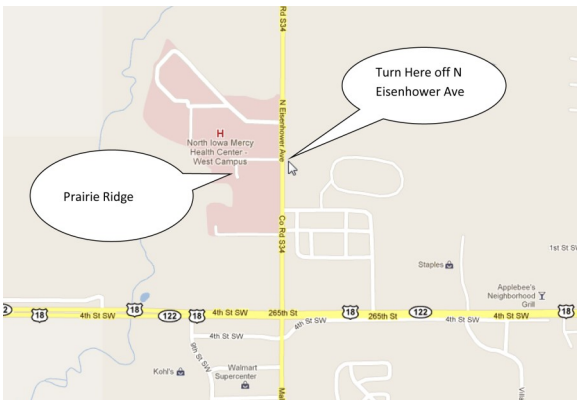 Rd S34
Turn Here off N
Eisenhower Ave
N Eisenhower Ave
H
North Iowa Mercy
Health Center -
West Campus
Prairie Ridge
Co Rd S34
1st St S
Staples
Applebee's
Neighborhood
Grill
18
4th St SW
18
122
18
4th St SW
265th St
18
265th St
122
4th St SW
4th St SW
18
4th St SW
4th St SW
9th St SW
Kohl's
Walmart
Supercenter